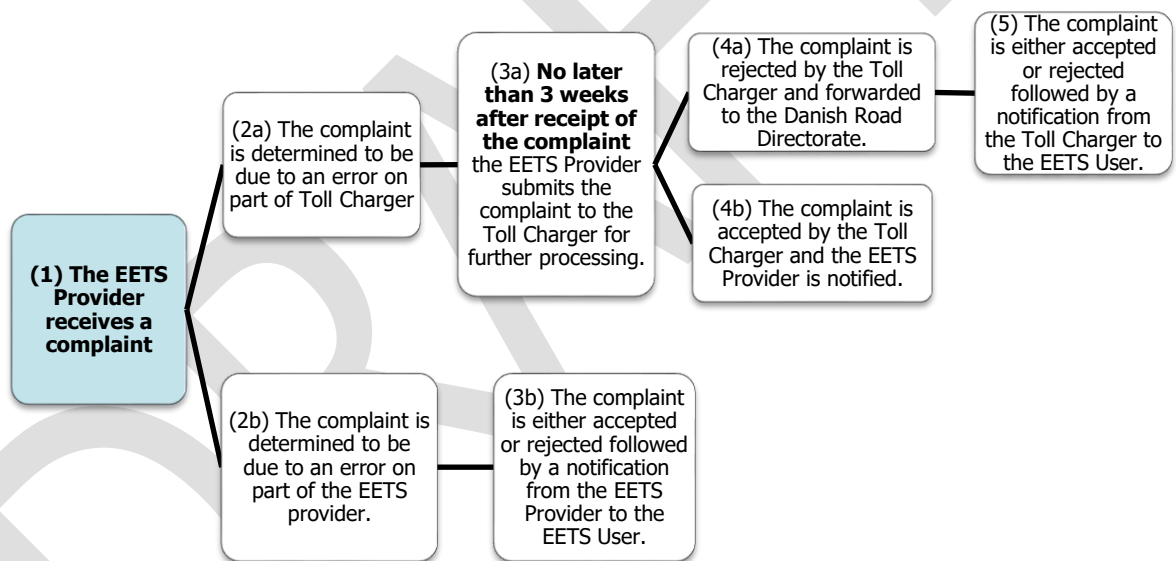 (1) The EETS
Provider
receives a
complaint
(2a) The complaint
is determined to be
due to an error on
part of Toll Charger
(3a) No later
than 3 weeks
after receipt of
the complaint
the EETS Provider
submits the
complaint to the
Toll Charger for
further processing.
(4a) The complaint is
rejected by the Toll
Charger and forwarded
to the Danish Road
Directorate.
(5) The complaint
is either accepted
or rejected
followed by a
notification from
the Toll Charger to
the EETS User.
(4b) The complaint is
accepted by the Toll
Charger and the EETS
Provider is notified.
(2b) The complaint is
determined to be
due to an error on
part of the EETS
provider.
(3b) The complaint
is either accepted
or rejected followed
by a notification
from the EETS
Provider to the
EETS User.